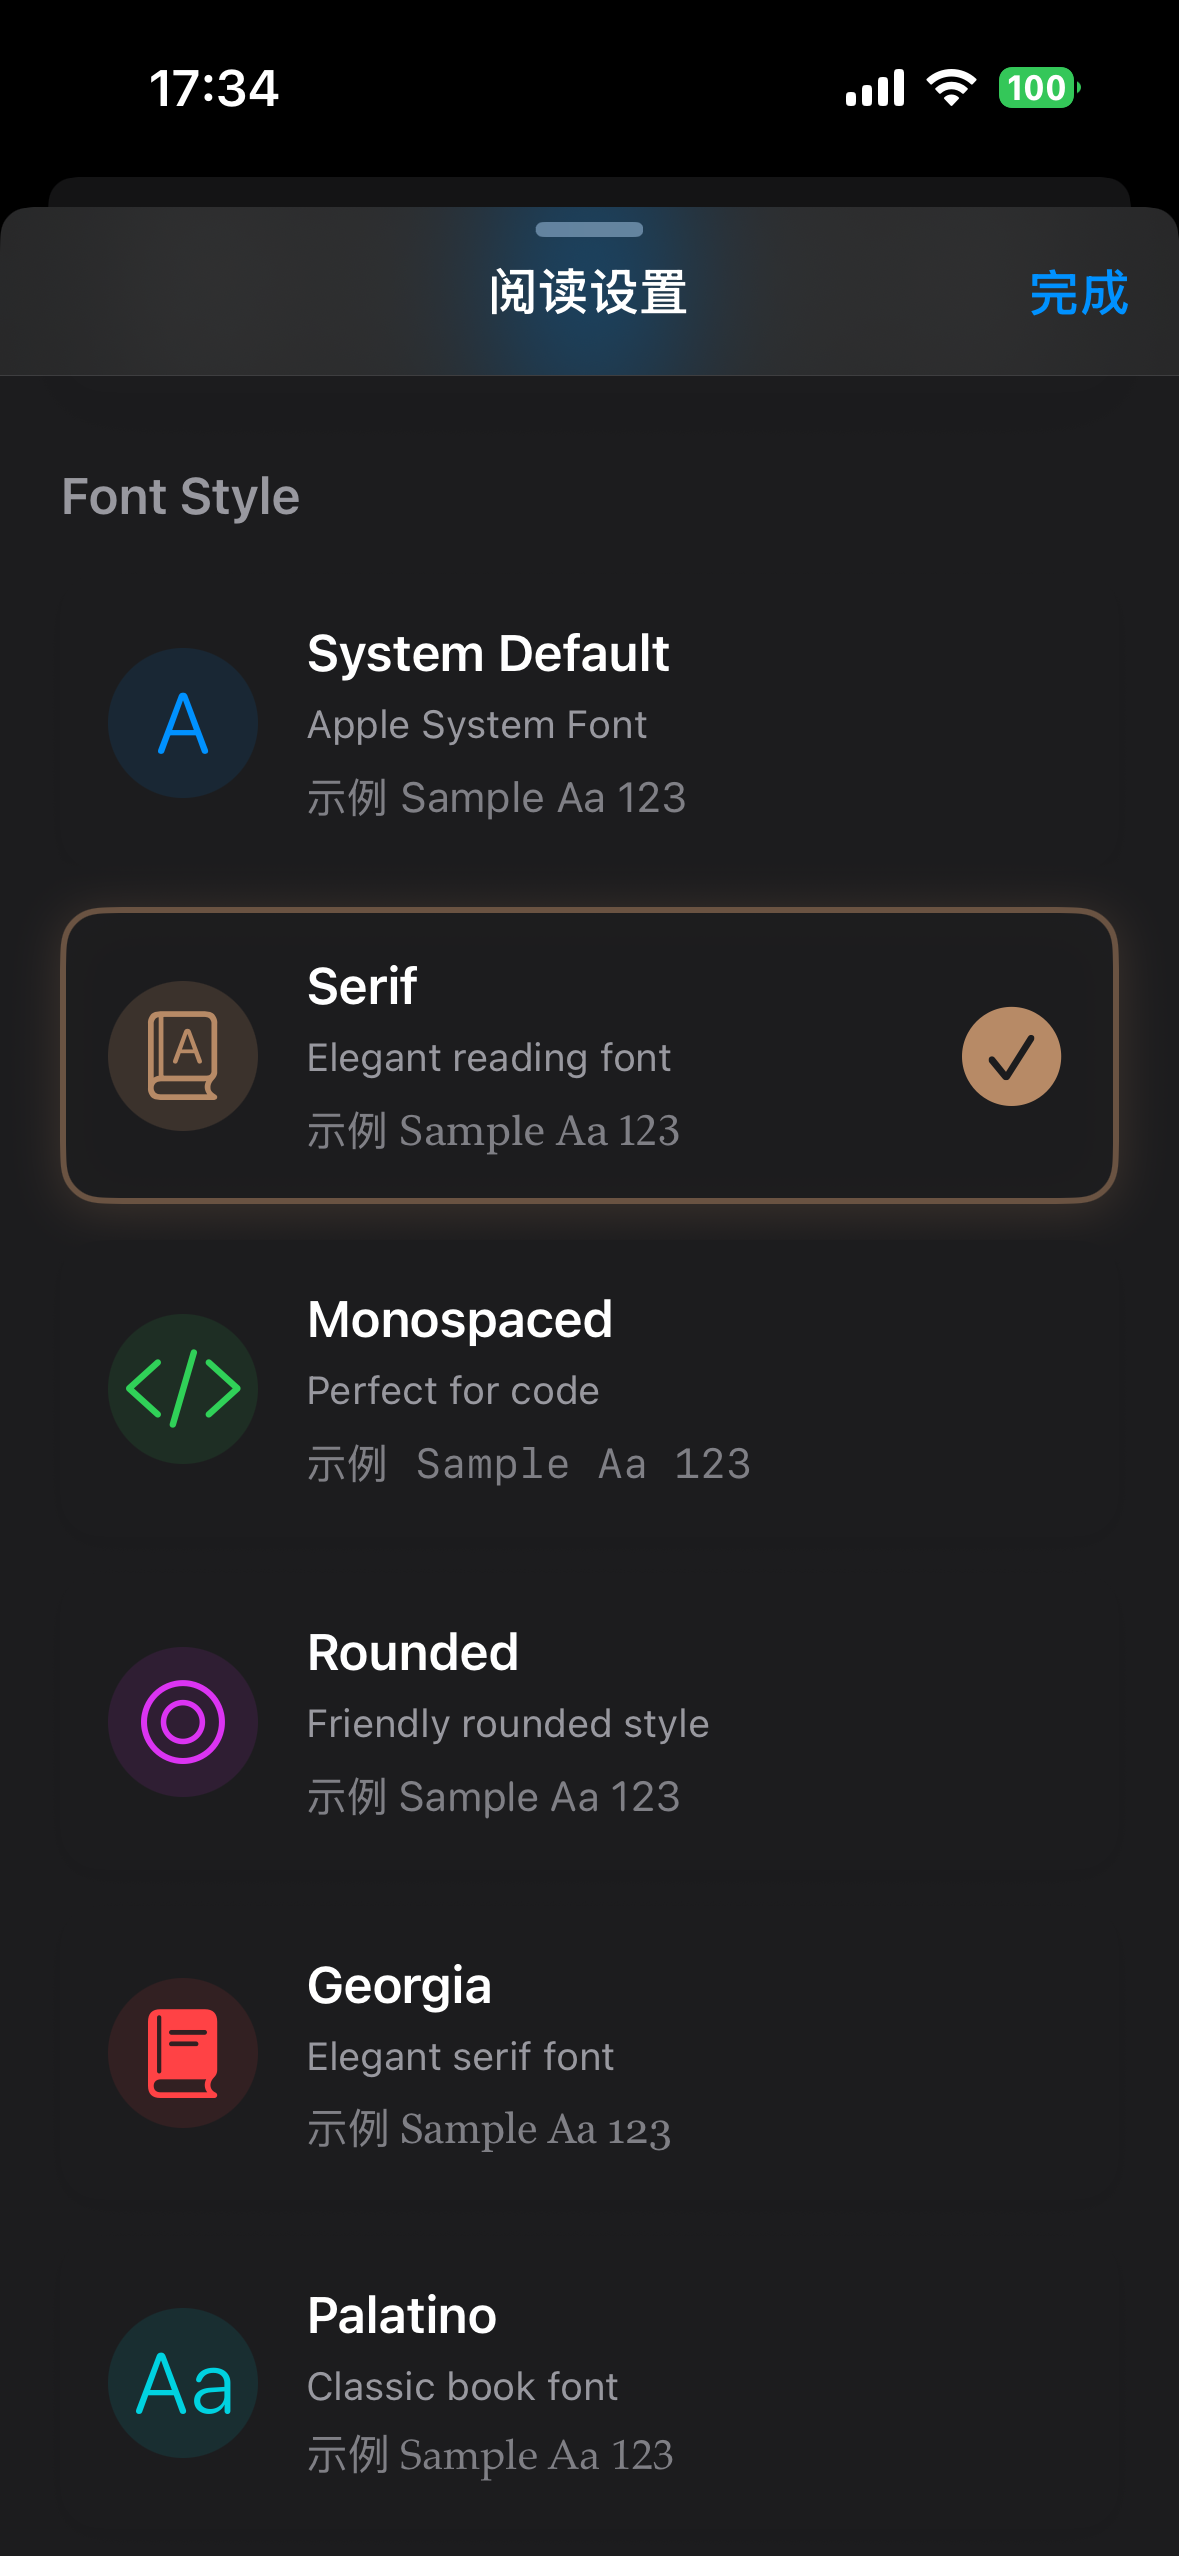 17:34
100
阅读设置
完成
Font Style
A
System Default
Apple System Font
示例 Sample Aa 123
A
Serif
Elegant reading font
示例 Sample Aa 123
</>
Monospaced
Perfect for code
示例 Sample Aa 123
Rounded
Friendly rounded style
示例 Sample Aa 123
Georgia
Elegant serif font
示例 Sample Aa 123
Aa
Palatino
Classic book font
示例 Sample Aa 123